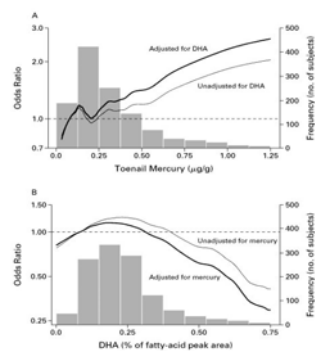 A
3.0
2.0
1.0
0.7
Odds Ratio
Adjusted for DHA
Unadjusted for DHA
500
400
300
200
100
0
Frequency (no. of subjects)
0.0 0.25 0.50 0.75 1.00 1.25
Toenail Mercury (μg/g)
B
1.50
1.00
0.50
0.25
Odds Ratio
Unadjusted for mercury
Adjusted for mercury
500
400
300
200
100
0
Frequency (no. of subjects)
0.0 0.25 0.50 0.75
DHA (% of fatty-acid peak area)